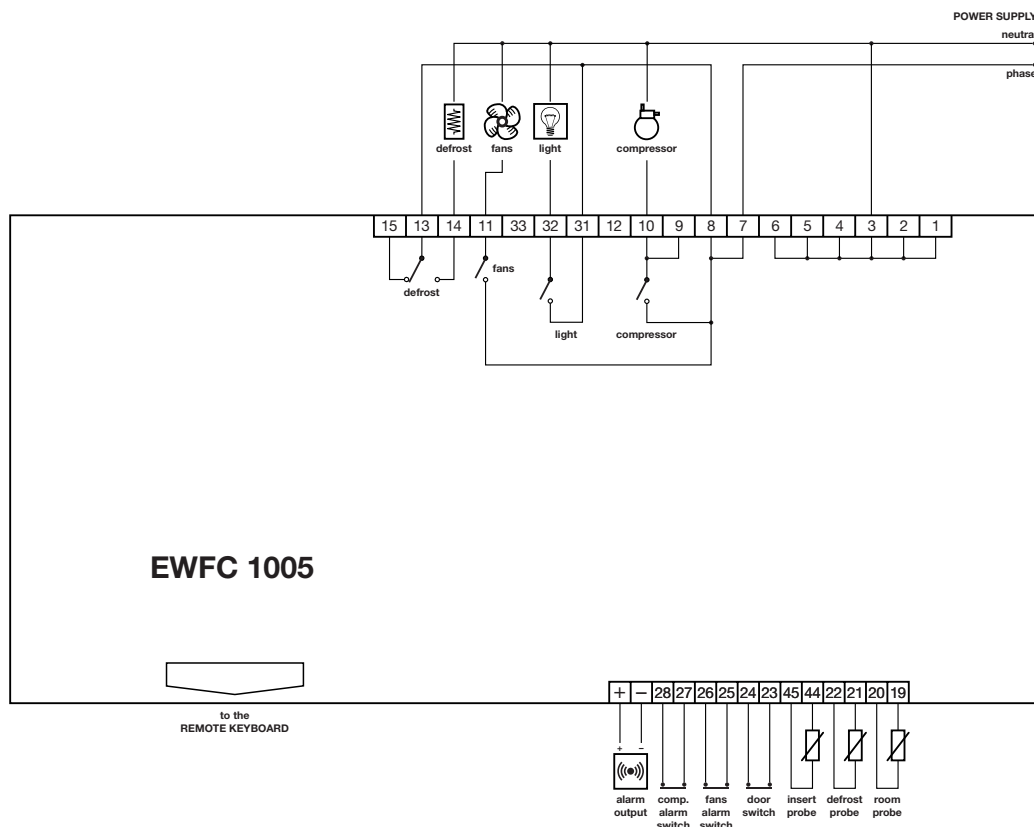 POWER SUPPLY
neutra
phase
defrost fans light compressor
15 13 14 11 33 32 31 12 10 9 8 7 6 5 4 3 2 1
fans
defrost
light compressor
EWFC 1005
to the
REMOTE KEYBOARD
+ − 28 27 26 25 24 23 45 44 22 21 20 19
+ −
alarm comp. fans door insert defrost room
output alarm alarm switch probe probe probe
switch switch